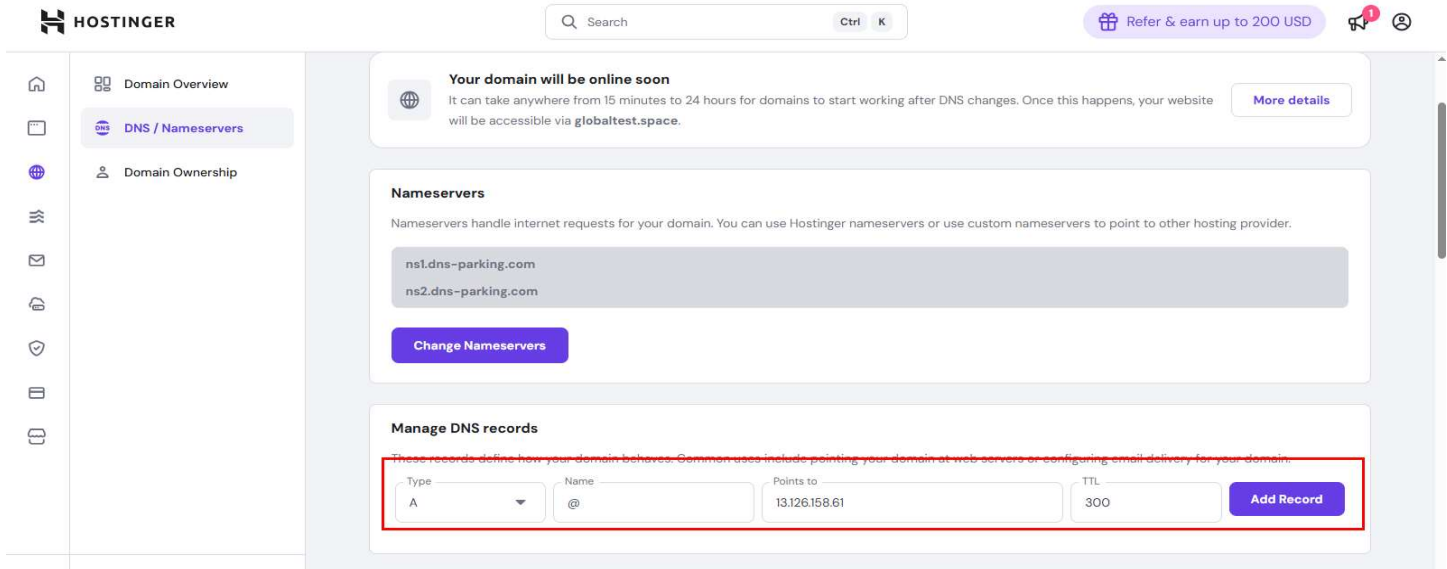 HOSTINGER
Search
Ctrl K
Refer & earn up to 200 USD
1
Domain Overview
DNS DNS / Nameservers
Domain Ownership
Your domain will be online soon
It can take anywhere from 15 minutes to 24 hours for domains to start working after DNS changes. Once this happens, your website
will be accessible via globaltest.space.
More details
Nameservers
Nameservers handle internet requests for your domain. You can use Hostinger nameservers or use custom nameservers to point to other hosting provider.
ns1.dns-parking.com
ns2.dns-parking.com
Change Nameservers
Manage DNS records
These records define how your domain behaves. Common uses include pointing your domain at web servers or configuring email delivery for your domain.
Type
A
Name
@
Points to
13.126.158.61
TTL
300
Add Record